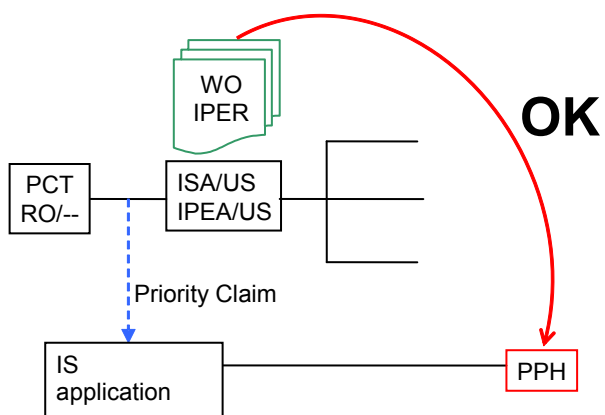 WO
IPER
OK
PCT
RO/--
ISA/US
IPEA/US
Priority Claim
IS
application
PPH